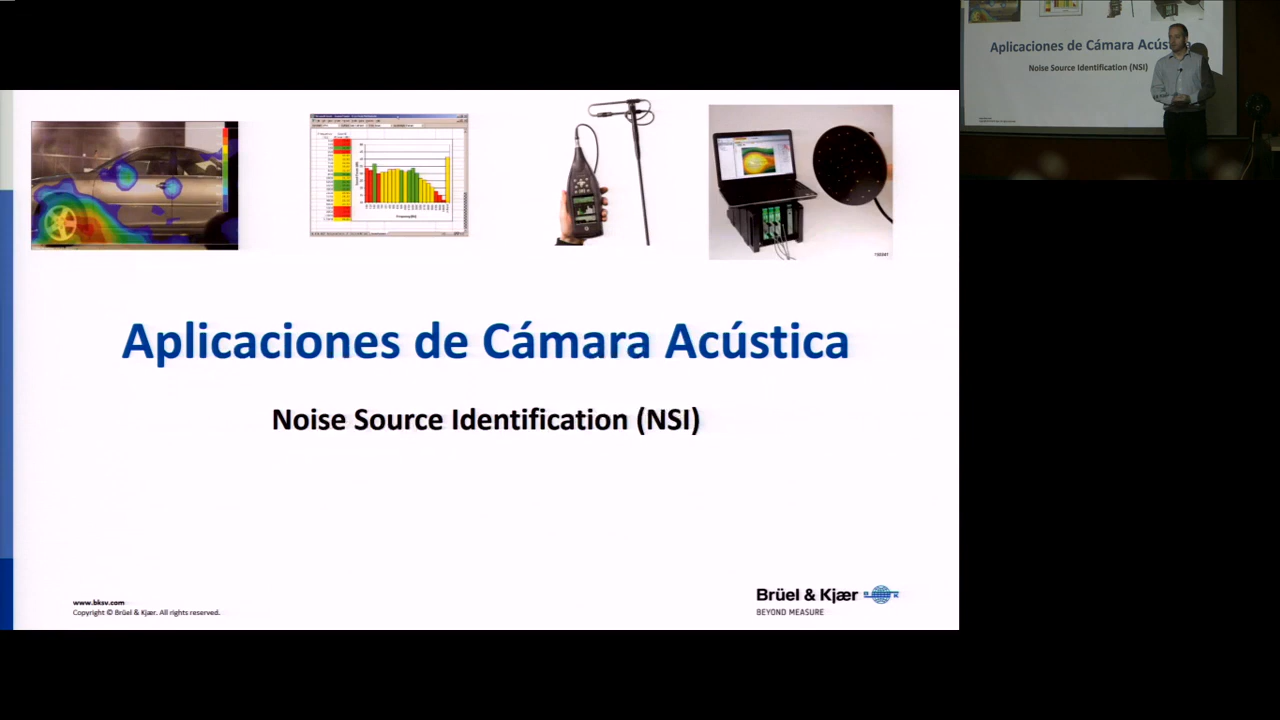 Aplicaciones de Cámara Acústica
Noise Source Identification (NSI)
www.bksv.com
Copyright © Brüel & Kjær. All rights reserved.
Brüel & Kjær
BEYOND MEASURE
Aplicaciones de Cámara Acústica
Noise Source Identification (NSI)